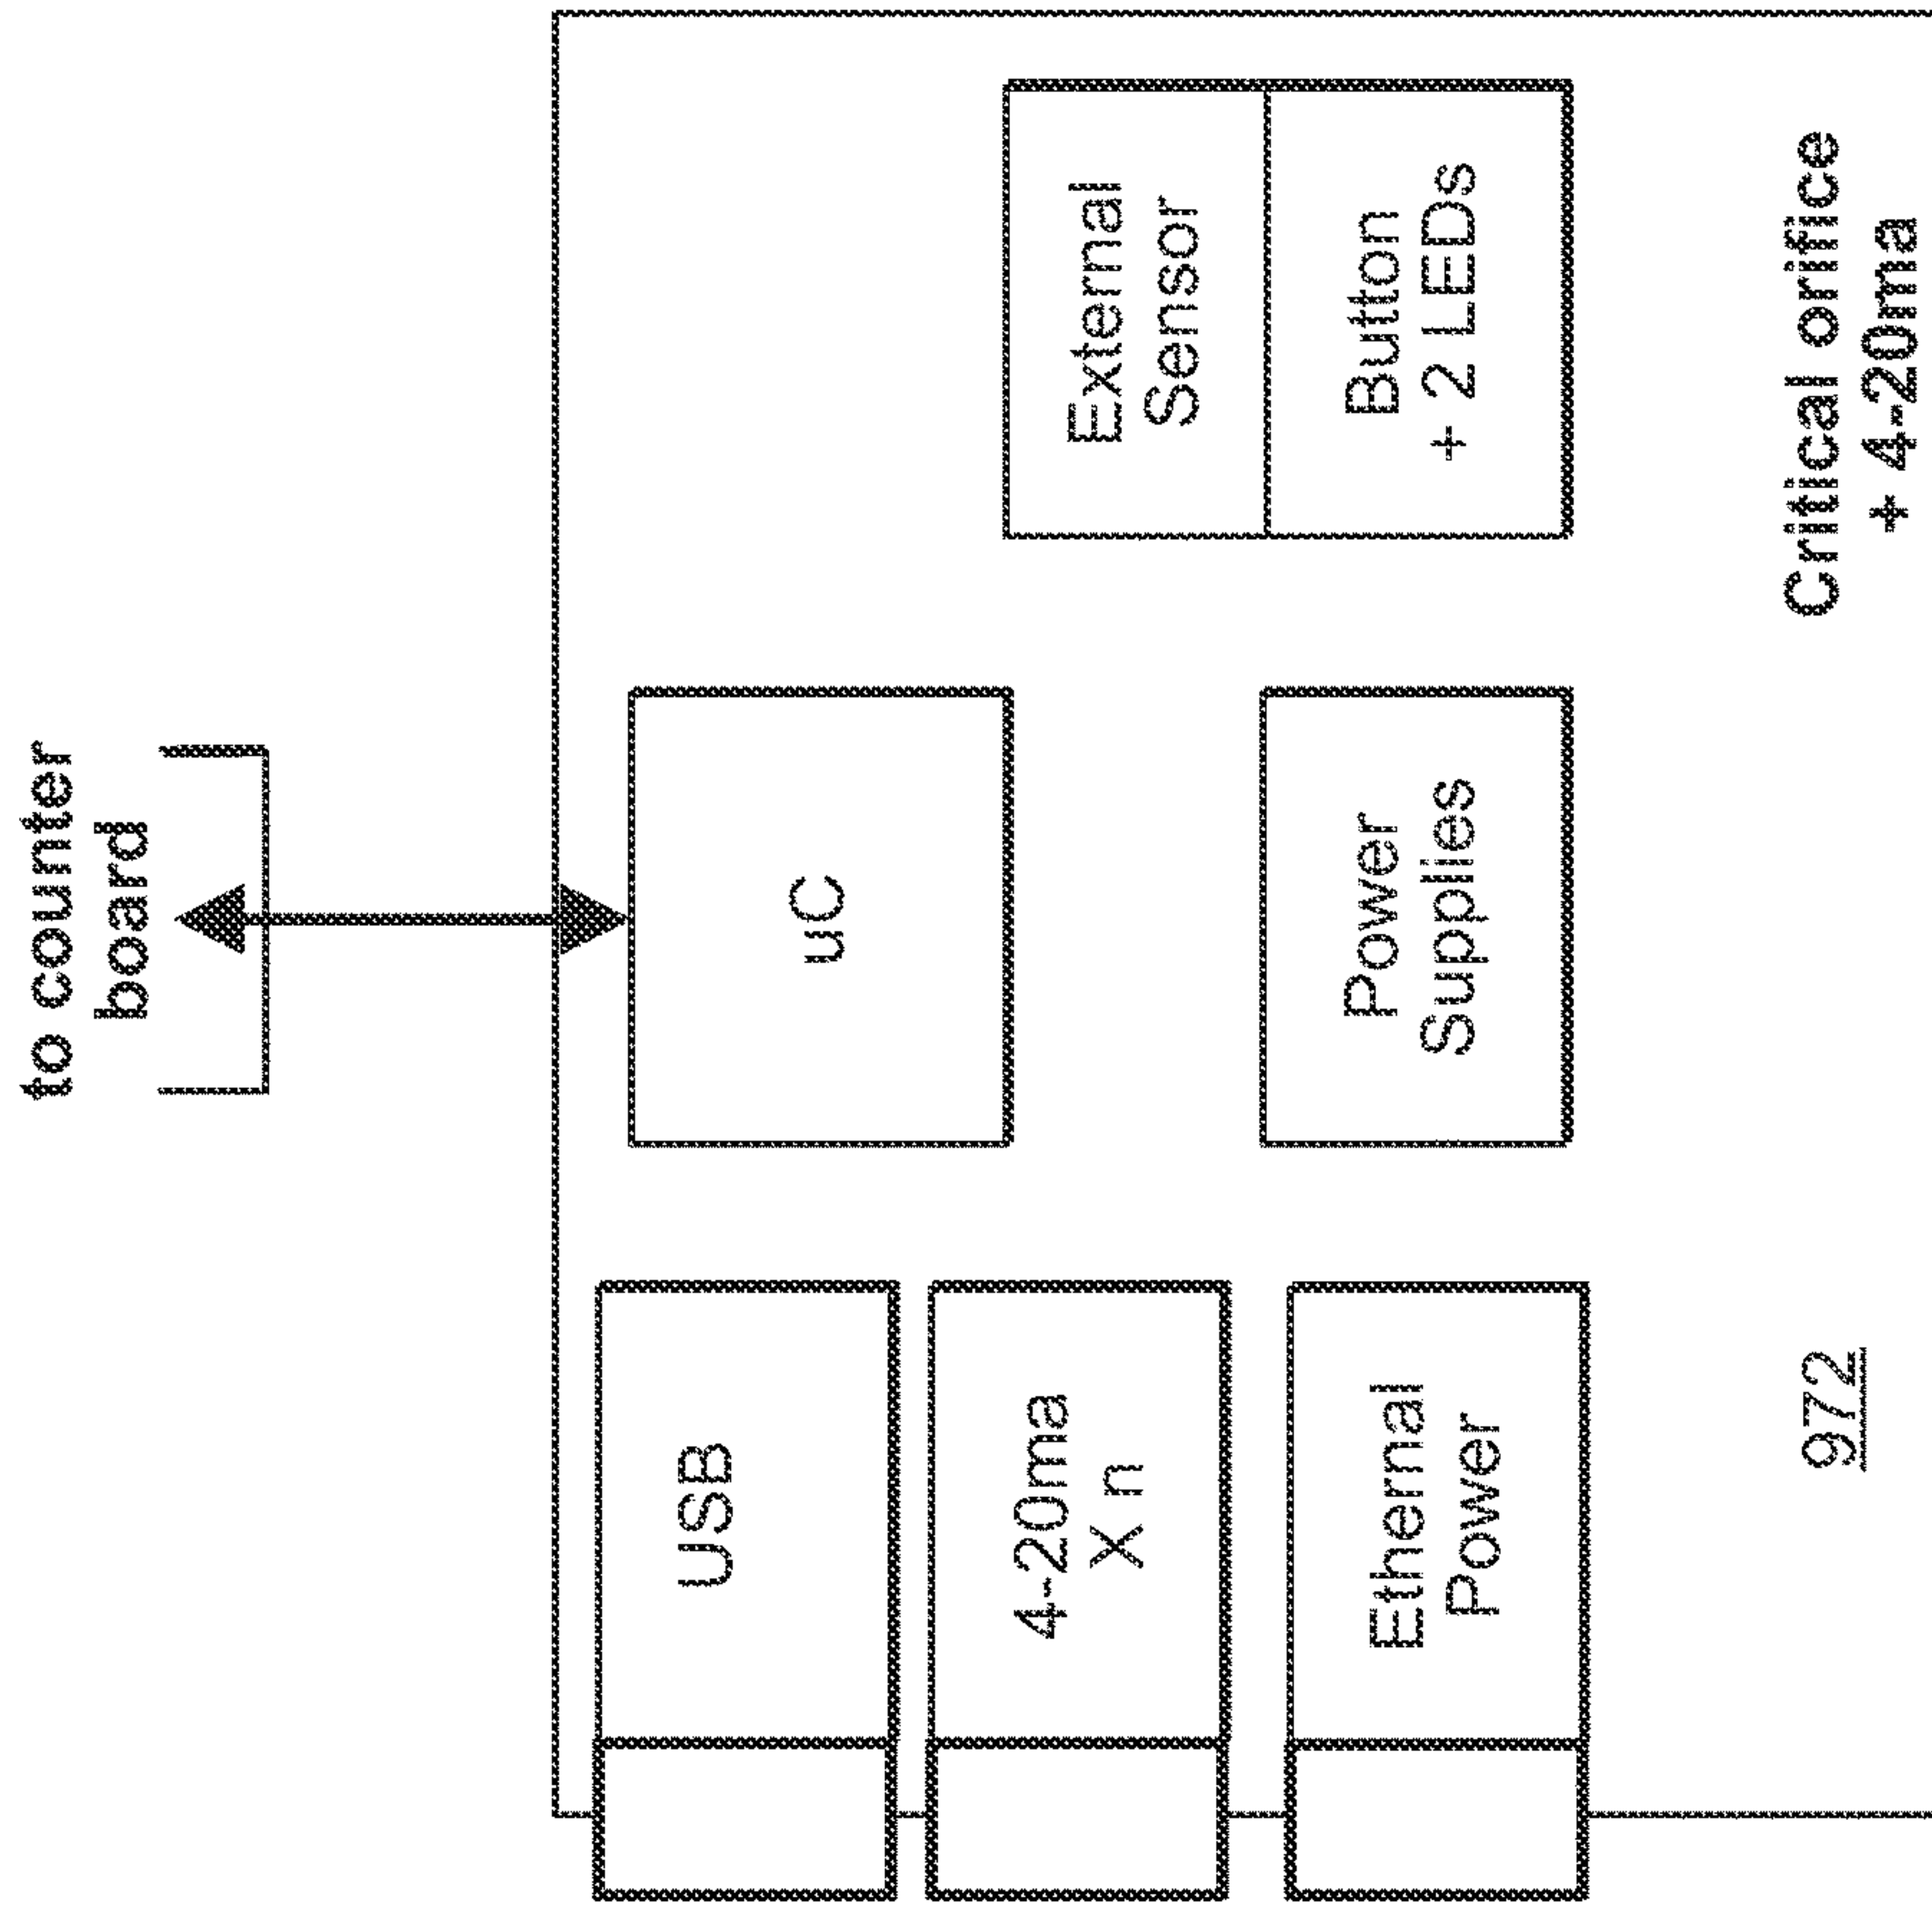 to counter
board
USB
uC
4-20ma
X n
External
Sensor
Ethernal
Power
Power
Supplies
Button
+ 2 LEDs
972
Critical orifice
+ 4-20ma